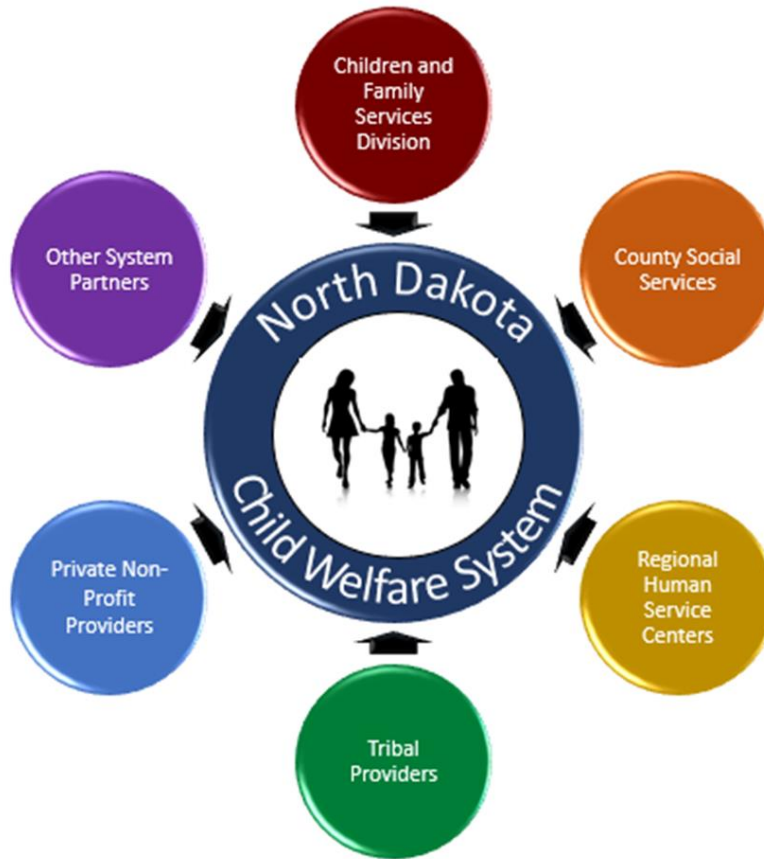 Children and
Family
Services
Division
Other System
Partners
County Social
Services
North Dakota
Child Welfare System
Private Non-
Profit
Providers
Regional
Human
Service
Centers
Tribal
Providers